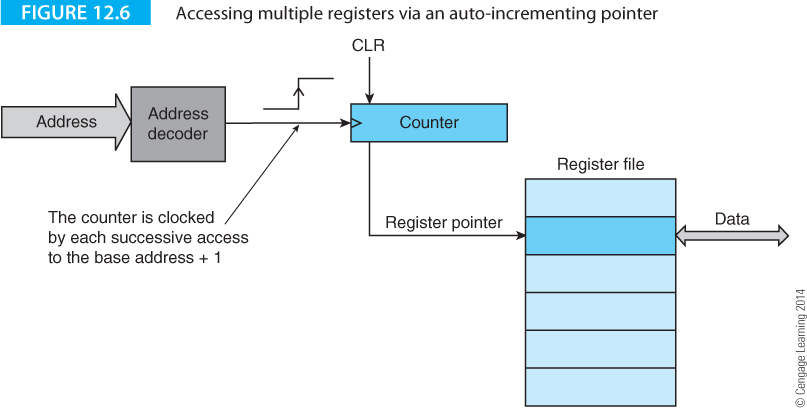 FIGURE 12.6 Accessing multiple registers via an auto-incrementing pointer
CLR
Address
Address
decoder
Counter
Register file
The counter is clocked
by each successive access
to the base address + 1
Register pointer
Data
© Cengage Learning 2014